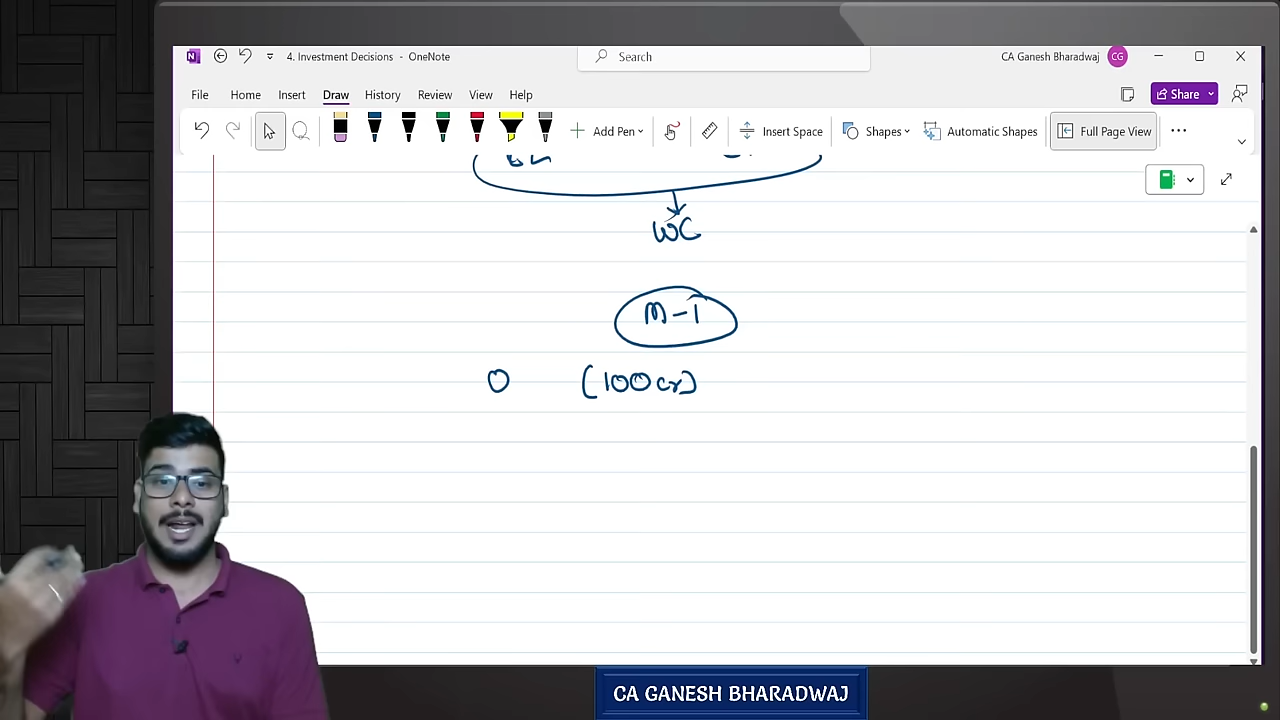 4. Investment Decisions - OneNote
Search
CA Ganesh Bharadwaj
CG
File Home Insert Draw History Review View Help
Share
Add Pen
Insert Space
Shapes
Automatic Shapes
Full Page View
WC
M-1
0 (100 cr)
CA GANESH BHARADWAJ